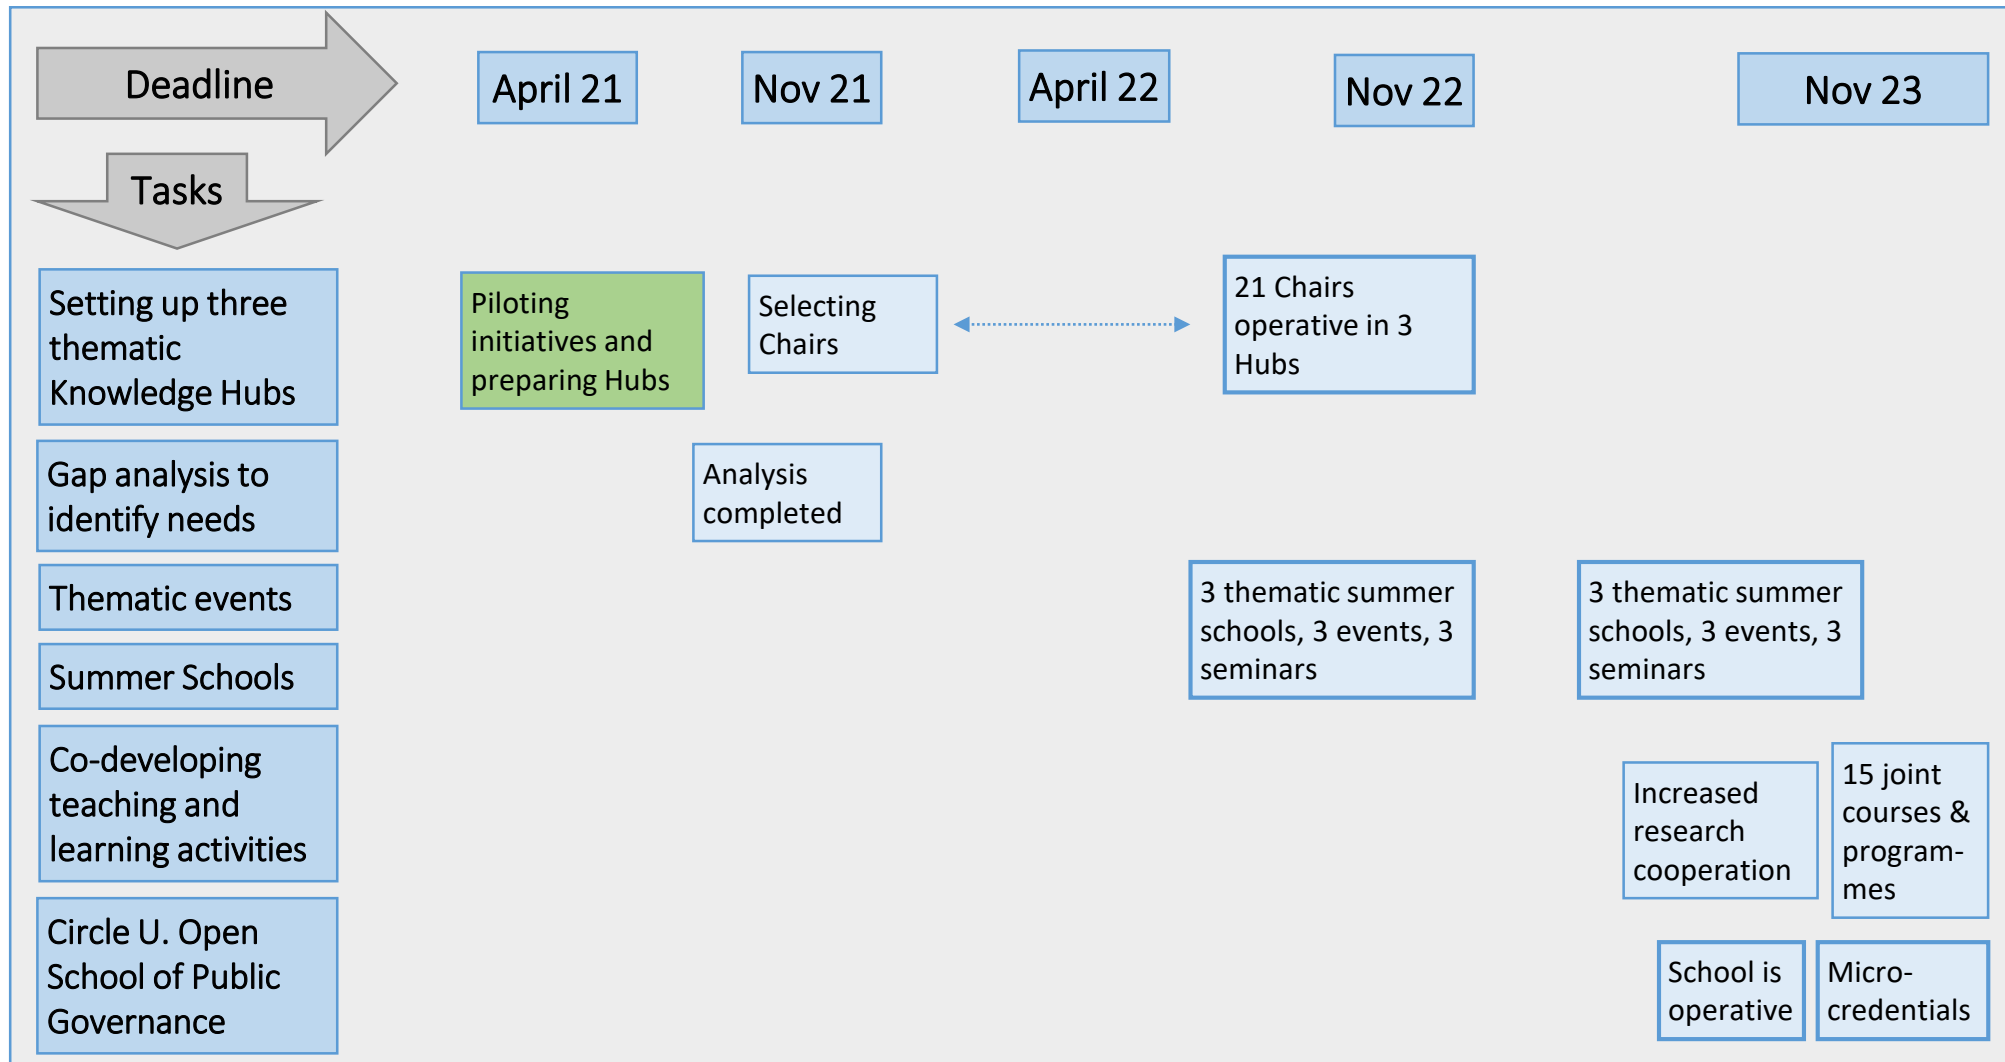 Deadline
April 21
Nov 21
April 22
Nov 22
Nov 23
Tasks
Setting up three
thematic
Knowledge Hubs
Piloting
initiatives and
preparing Hubs
Selecting
Chairs
21 Chairs
operative in 3
Hubs
Gap analysis to
identify needs
Analysis
completed
Thematic events
Summer Schools
3 thematic summer
schools, 3 events, 3
seminars
3 thematic summer
schools, 3 events, 3
seminars
Co-developing
teaching and
learning activities
Increased
research
cooperation
15 joint
courses &
program-
mes
Circle U. Open
School of Public
Governance
School is
operative
Micro-
credentials